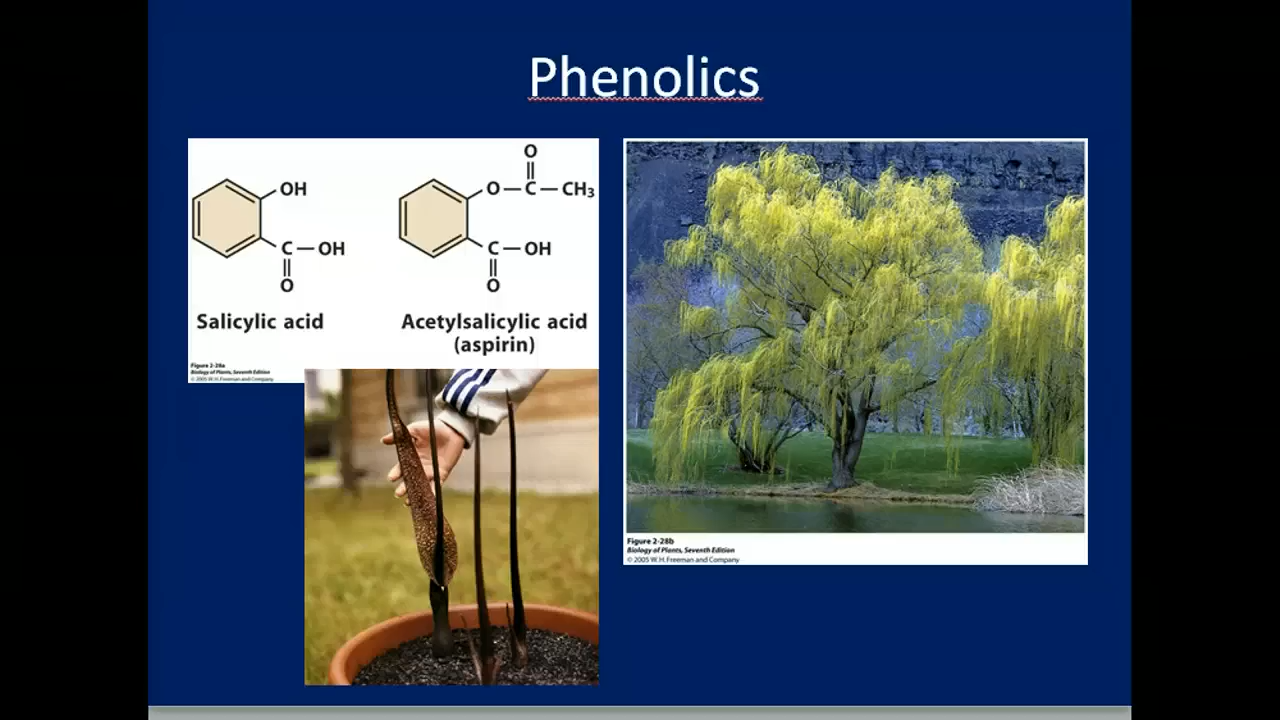 Phenolics
OH
C—OH
O
Salicylic acid
O
O—C—CH₃
C—OH
O
Acetylsalicylic acid
(aspirin)
Figure 2-28a
Biology of Plants, Seventh Edition
© 2005 W.H. Freeman and Company
Figure 2-28b
Biology of Plants, Seventh Edition
© 2005 W.H. Freeman and Company